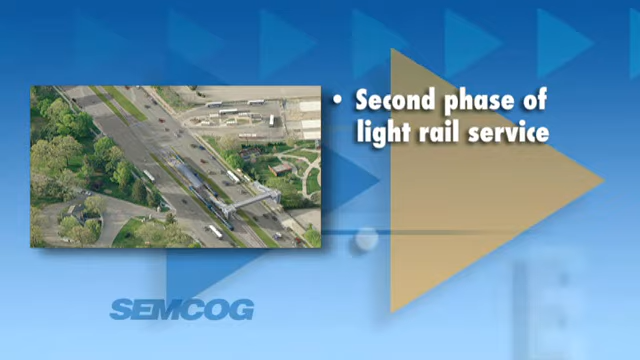 • Second phase of
light rail service
SEMCOG